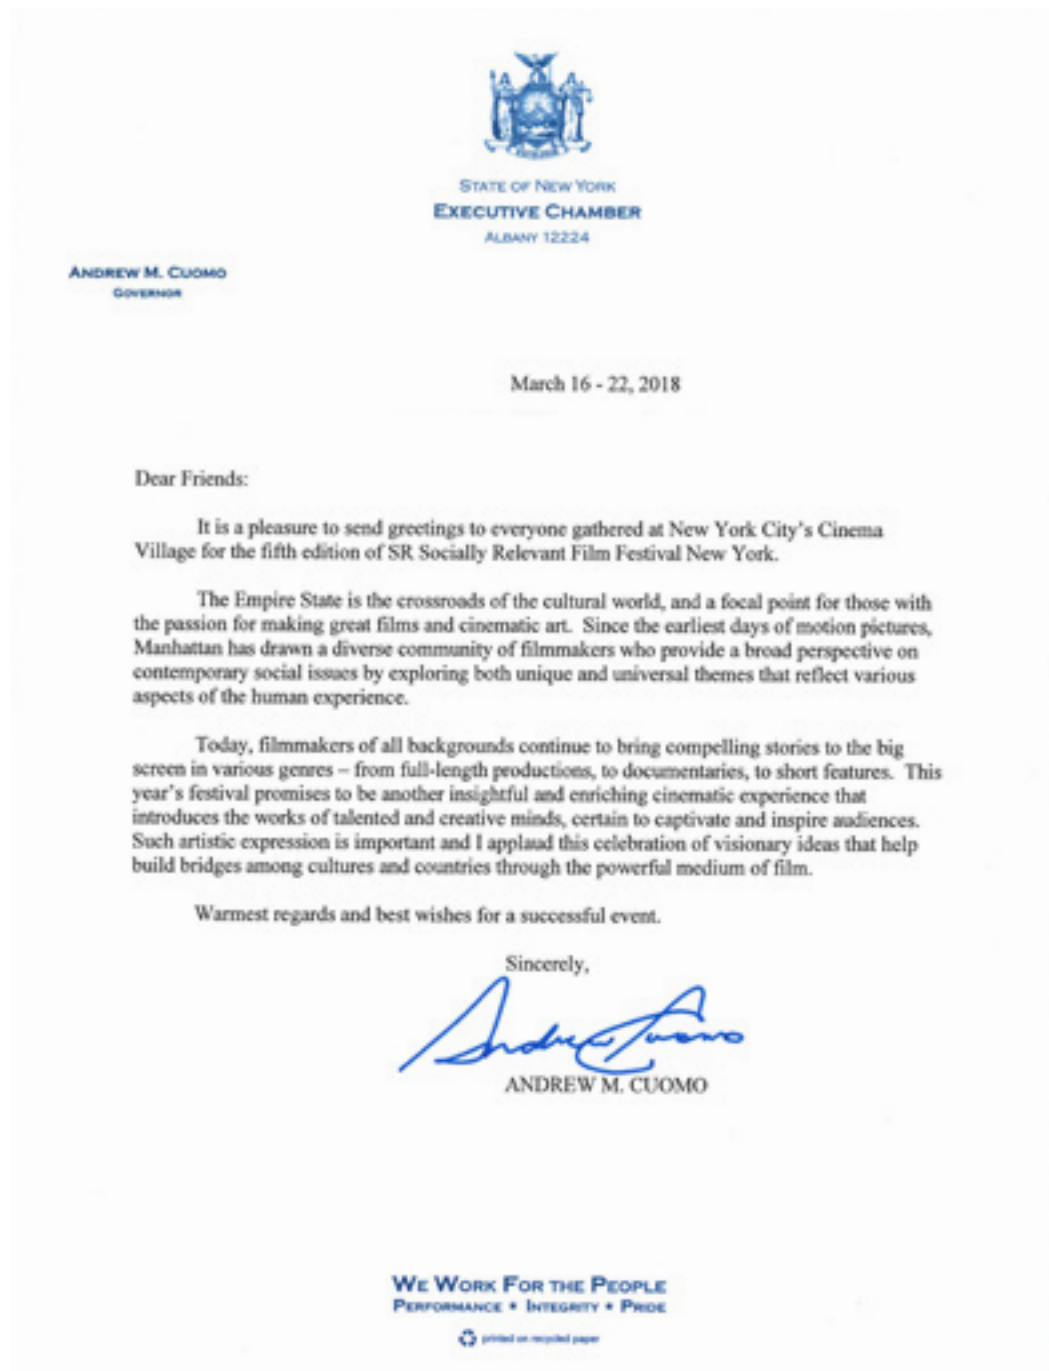 STATE OF NEW YORK
EXECUTIVE CHAMBER
ALBANY 12224
ANDREW M. CUOMO
GOVERNOR
March 16 - 22, 2018
Dear Friends:
It is a pleasure to send greetings to everyone gathered at New York City's Cinema
Village for the fifth edition of SR Socially Relevant Film Festival New York.
The Empire State is the crossroads of the cultural world, and a focal point for those with
the passion for making great films and cinematic art. Since the earliest days of motion pictures,
Manhattan has drawn a diverse community of filmmakers who provide a broad perspective on
contemporary social issues by exploring both unique and universal themes that reflect various
aspects of the human experience.
Today, filmmakers of all backgrounds continue to bring compelling stories to the big
screen in various genres – from full-length productions, to documentaries, to short features. This
year's festival promises to be another insightful and enriching cinematic experience that
introduces the works of talented and creative minds, certain to captivate and inspire audiences.
Such artistic expression is important and I applaud this celebration of visionary ideas that help
build bridges among cultures and countries through the powerful medium of film.
Warmest regards and best wishes for a successful event.
Sincerely,
Andrew Cuomo
ANDREW M. CUOMO
WE WORK FOR THE PEOPLE
PERFORMANCE * INTEGRITY * PRIDE
printed on recycled paper